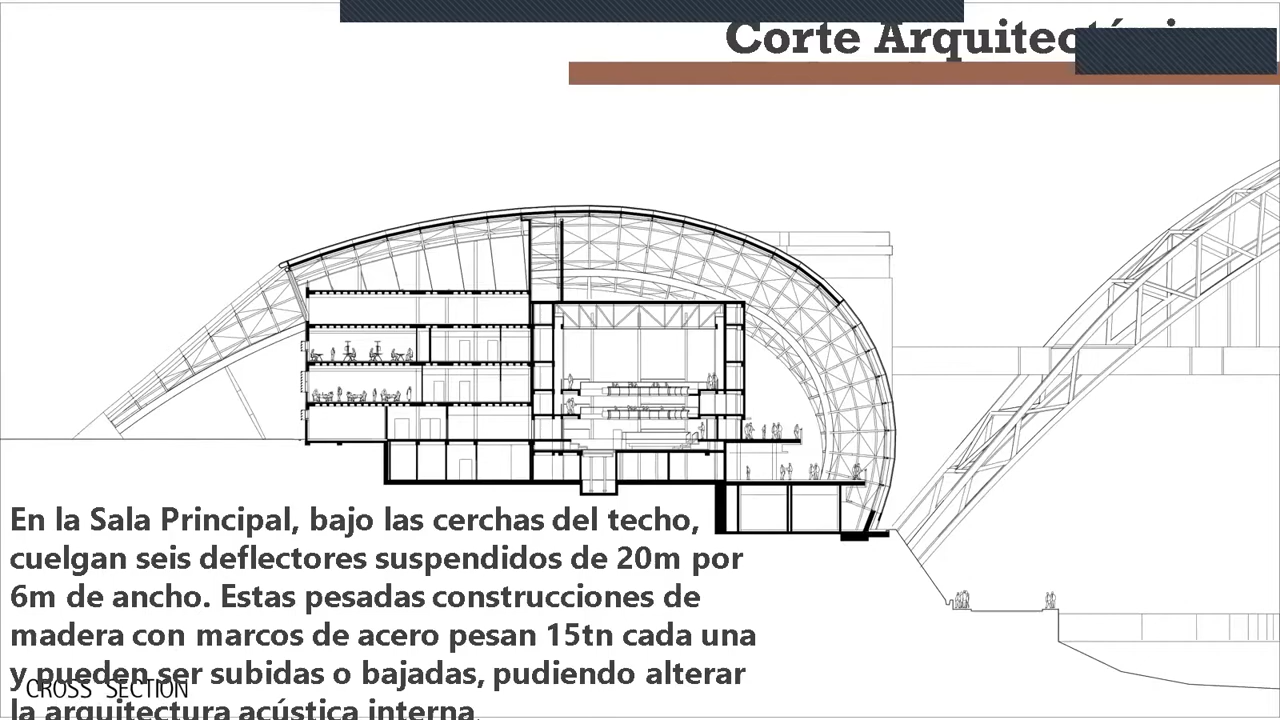 Corte
En la Sala Principal, bajo las cerchas del techo,
cuelgan seis deflectores suspendidos de 20m por
6m de ancho. Estas pesadas construcciones de
madera con marcos de acero pesan 15tn cada una
y pueden ser subidas o bajadas, pudiendo alterar
CROSS SECTION
la arquitectura acústica interna.